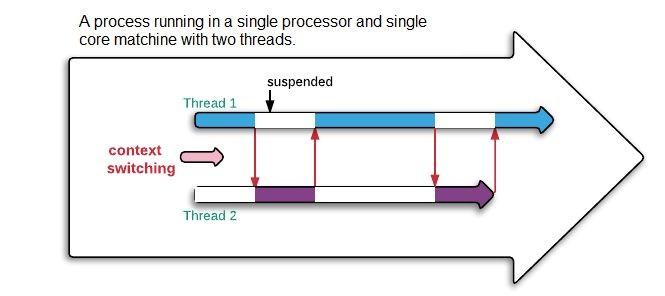 A process running in a single processor and single
core matchine with two threads.
suspended
Thread 1
context
switching
Thread 2